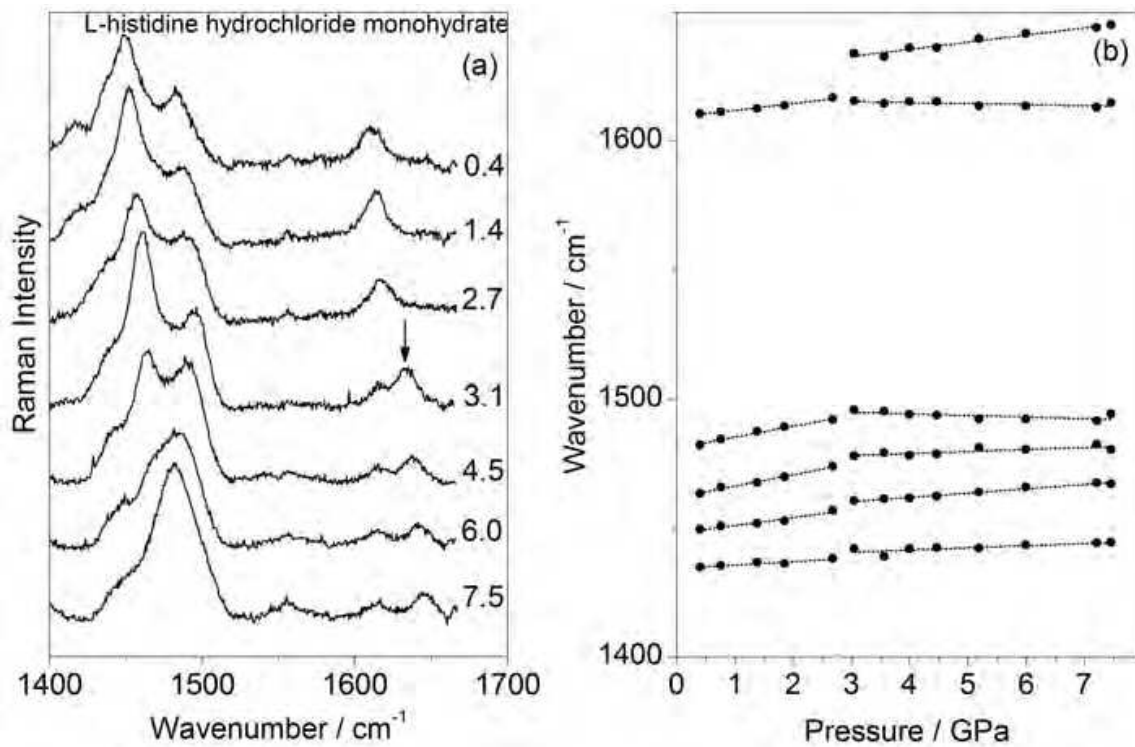 L-histidine hydrochloride monohydrate
(a)
0.4
1.4
2.7
3.1
4.5
6.0
7.5
Raman Intensity
1400 1500 1600 1700
Wavenumber / cm⁻¹
(b)
1600
1500
1400
Wavenumber / cm⁻¹
0 1 2 3 4 5 6 7
Pressure / GPa